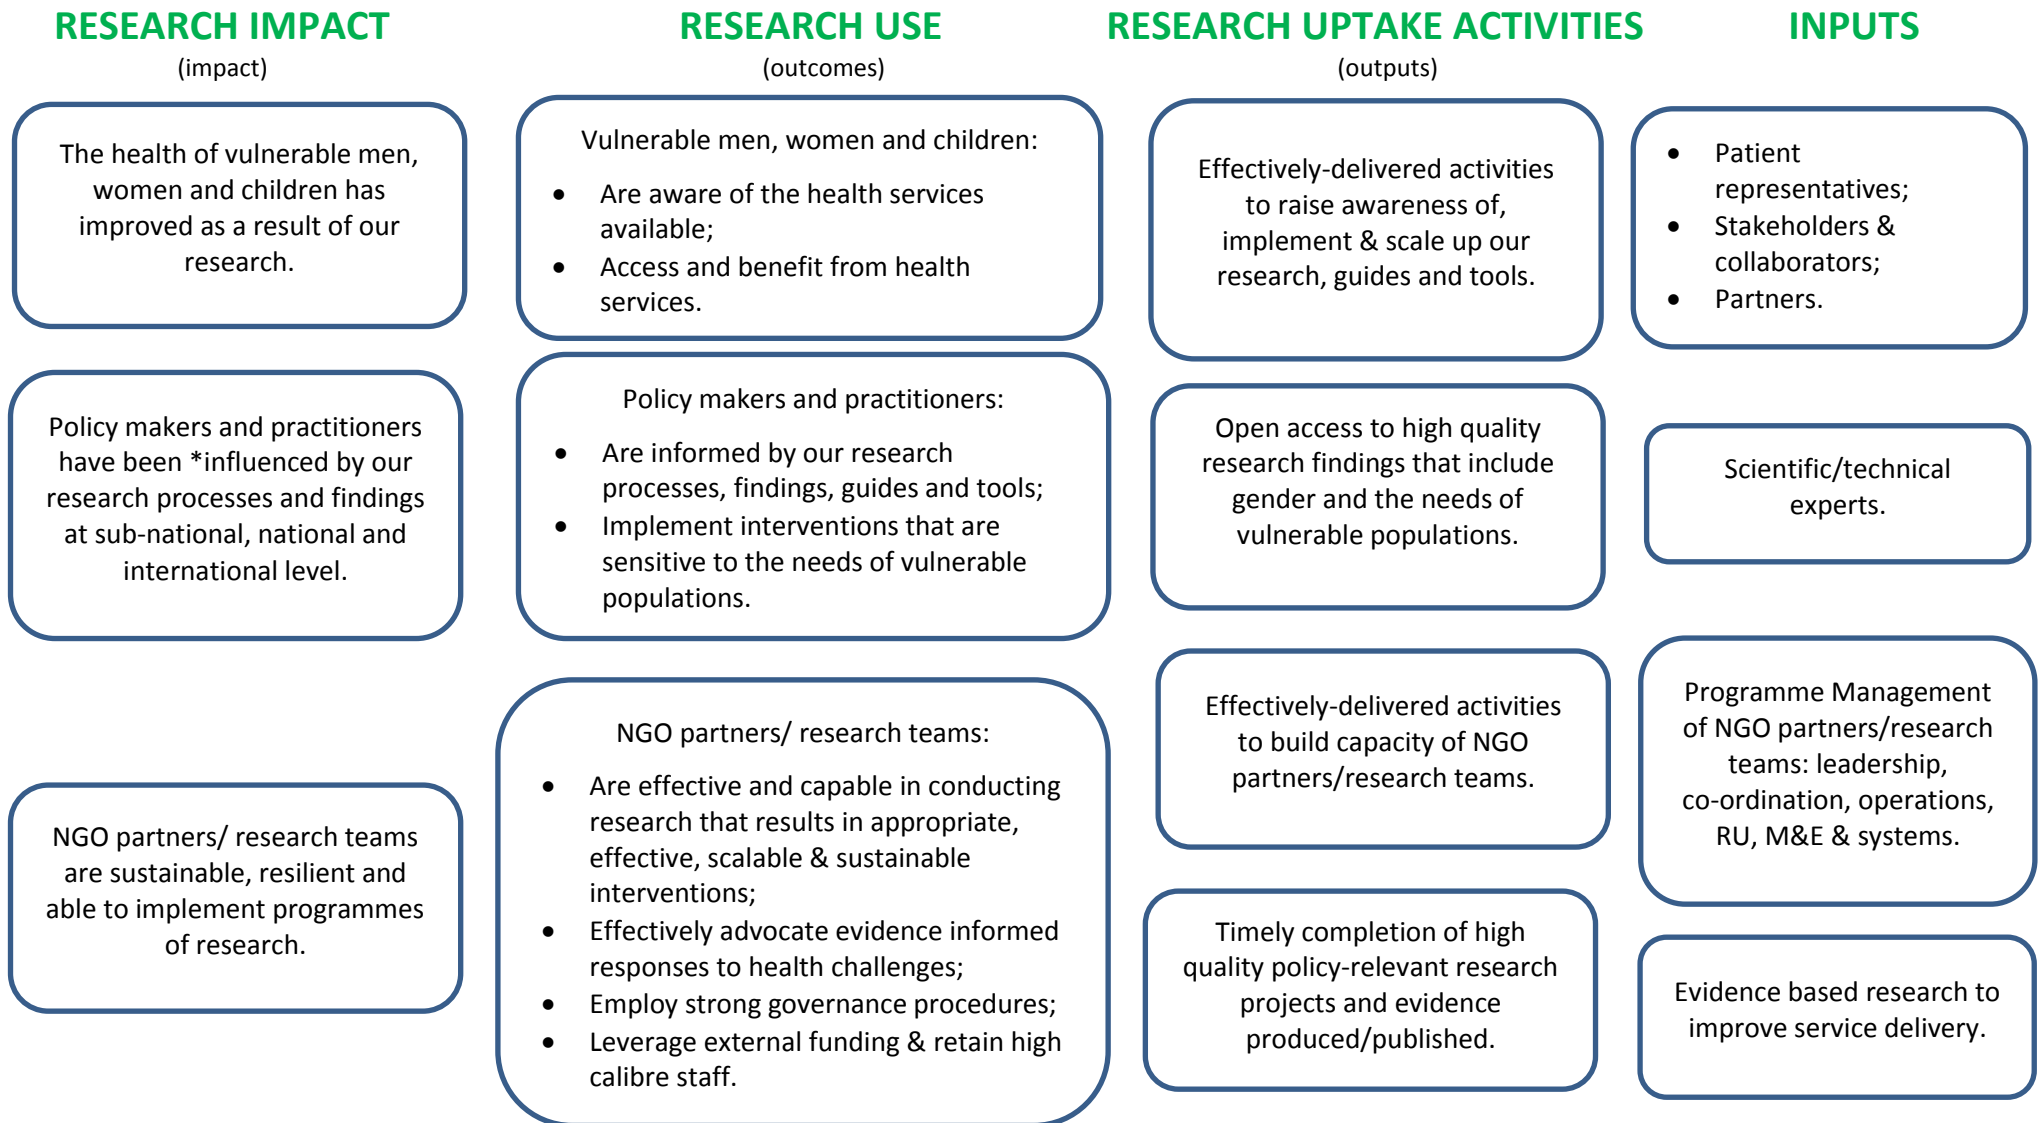 RESEARCH IMPACT
(impact)
The health of vulnerable men,
women and children has
improved as a result of our
research.
Policy makers and practitioners
have been *influenced by our
research processes and findings
at sub-national, national and
international level.
NGO partners/ research teams
are sustainable, resilient and
able to implement programmes
of research.
RESEARCH USE
(outcomes)
Vulnerable men, women and children:
• Are aware of the health services
available;
• Access and benefit from health
services.
Policy makers and practitioners:
• Are informed by our research
processes, findings, guides and tools;
• Implement interventions that are
sensitive to the needs of vulnerable
populations.
NGO partners/ research teams:
• Are effective and capable in conducting
research that results in appropriate,
effective, scalable & sustainable
interventions;
• Effectively advocate evidence informed
responses to health challenges;
• Employ strong governance procedures;
• Leverage external funding & retain high
calibre staff.
RESEARCH UPTAKE ACTIVITIES
(outputs)
Effectively-delivered activities
to raise awareness of,
implement & scale up our
research, guides and tools.
Open access to high quality
research findings that include
gender and the needs of
vulnerable populations.
Effectively-delivered activities
to build capacity of NGO
partners/research teams.
Timely completion of high
quality policy-relevant research
projects and evidence
produced/published.
INPUTS
• Patient
representatives;
• Stakeholders &
collaborators;
• Partners.
Scientific/technical
experts.
Programme Management
of NGO partners/research
teams: leadership,
co-ordination, operations,
RU, M&E & systems.
Evidence based research to
improve service delivery.